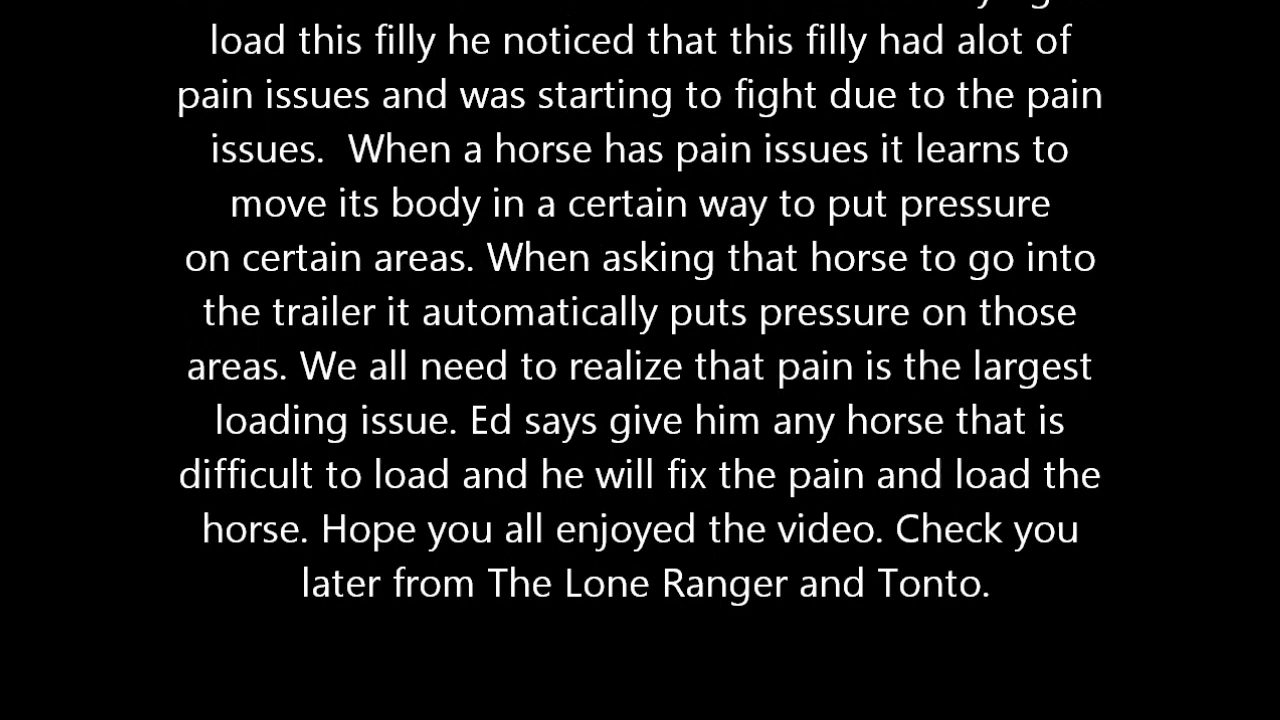 load this filly he noticed that this filly had alot of
pain issues and was starting to fight due to the pain
issues.  When a horse has pain issues it learns to
move its body in a certain way to put pressure
on certain areas. When asking that horse to go into
the trailer it automatically puts pressure on those
areas. We all need to realize that pain is the largest
loading issue. Ed says give him any horse that is
difficult to load and he will fix the pain and load the
horse. Hope you all enjoyed the video. Check you
later from The Lone Ranger and Tonto.